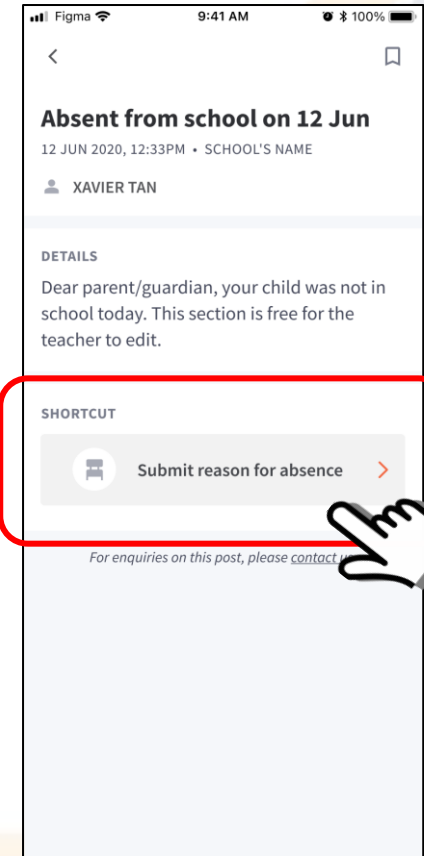 Figma 9:41 AM 100%
Absent from school on 12 Jun
12 JUN 2020, 12:33PM • SCHOOL'S NAME
XAVIER TAN
DETAILS
Dear parent/guardian, your child was not in
school today. This section is free for the
teacher to edit.
SHORTCUT
Submit reason for absence
For enquiries on this post, please contact